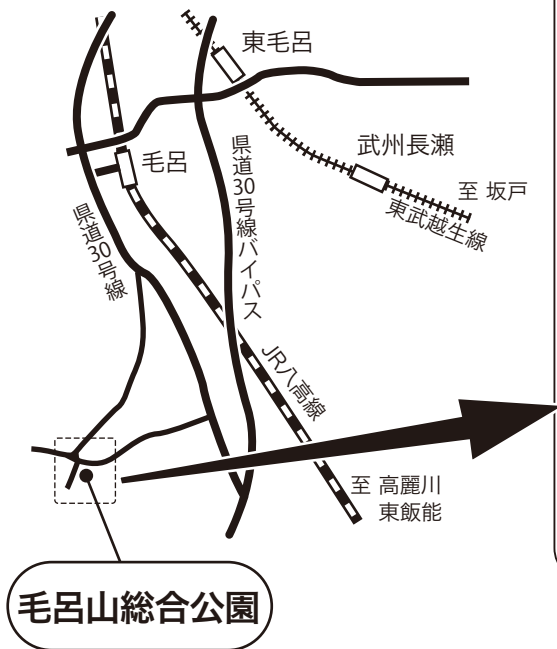 東毛呂
武州長瀬
毛呂
至 坂戸
東武越生線
県道30号線バイパス
県道30号線
JR八高線
至 高麗川
東飯能
毛呂山総合公園